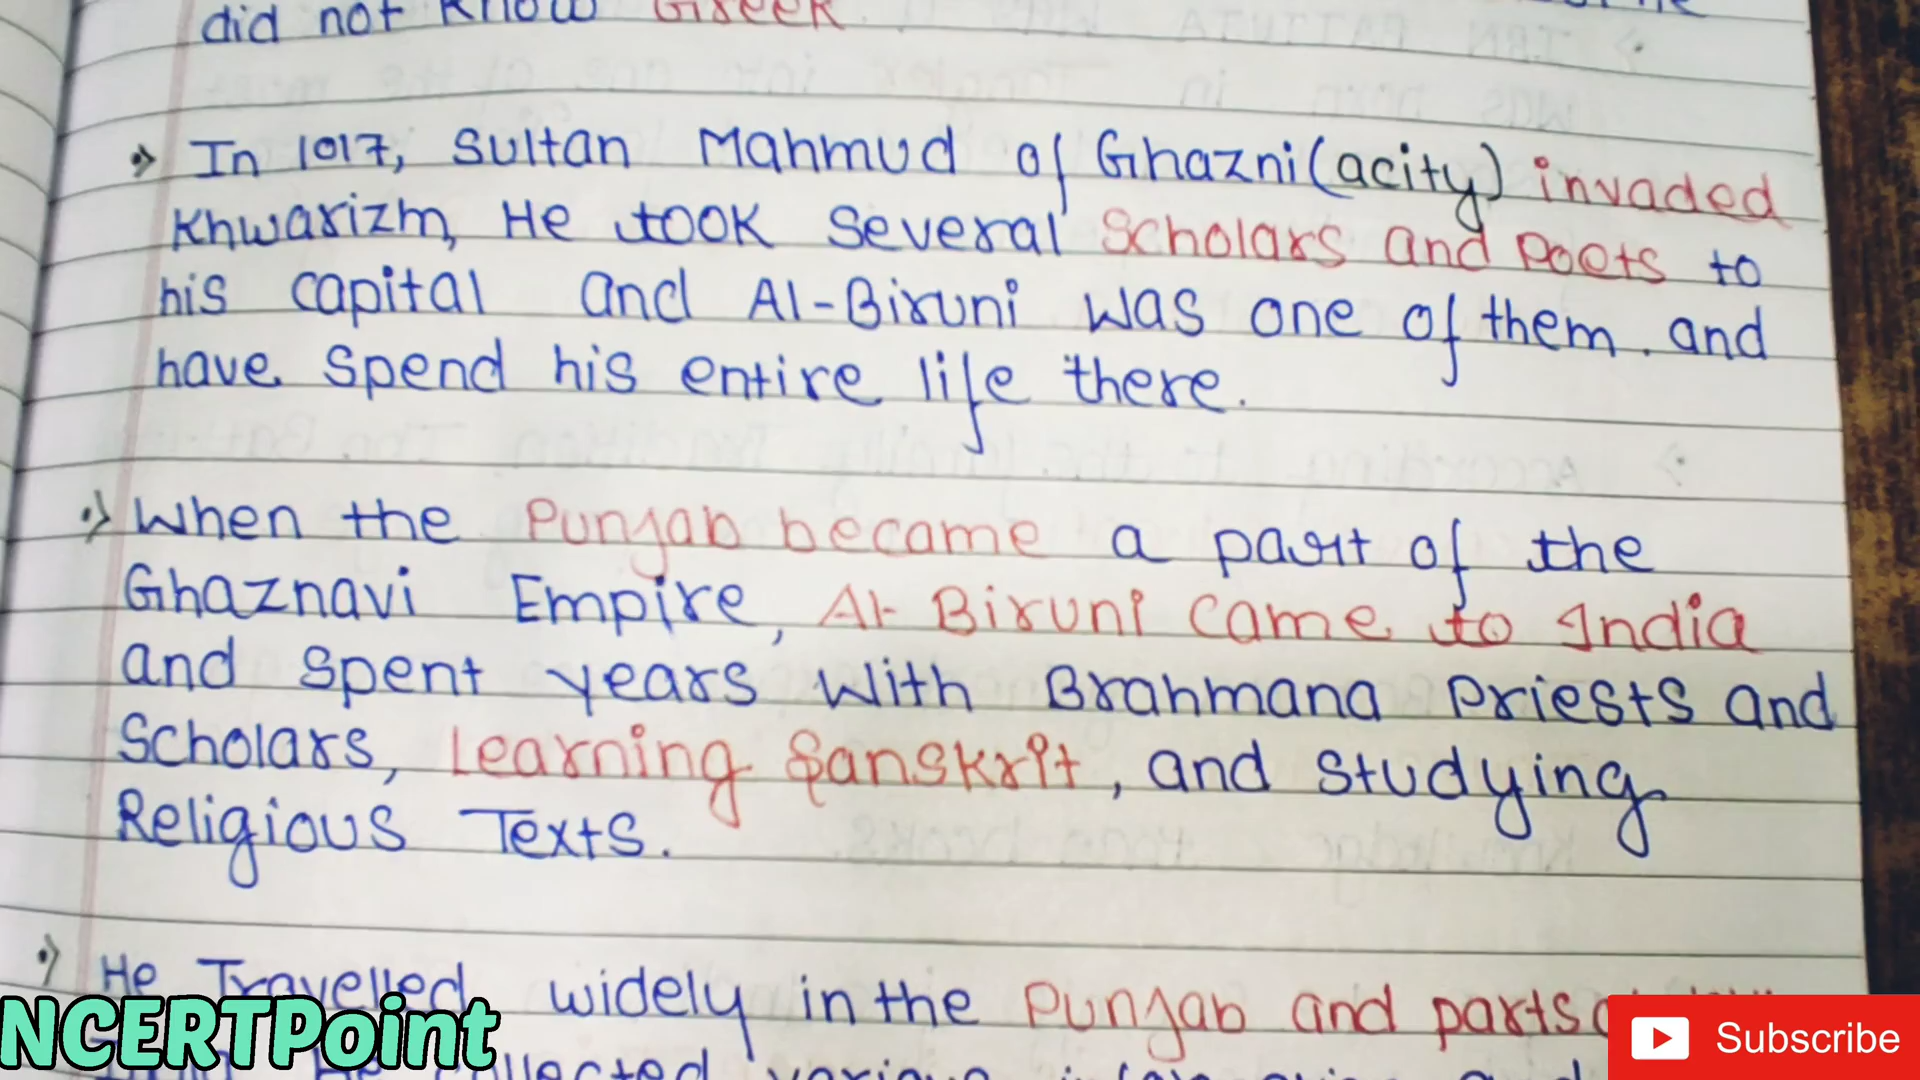 did not know Greek
In 1017, Sultan Mahmud of Ghazni (acity) invaded
Khwarizm, He took Several Scholars and Poets to
his capital and Al-Biruni was one of them. and
have spend his entire life there.
When the Punjab became a part of the
Ghaznavi Empire, Al-Biruni came to India
and spent years with Brahmana Priests and
Scholars, Learning Sanskrit, and studying
Religious Texts.
He Travelled widely in the Punjab and parts
NCERTPoint
Subscribe
collected various